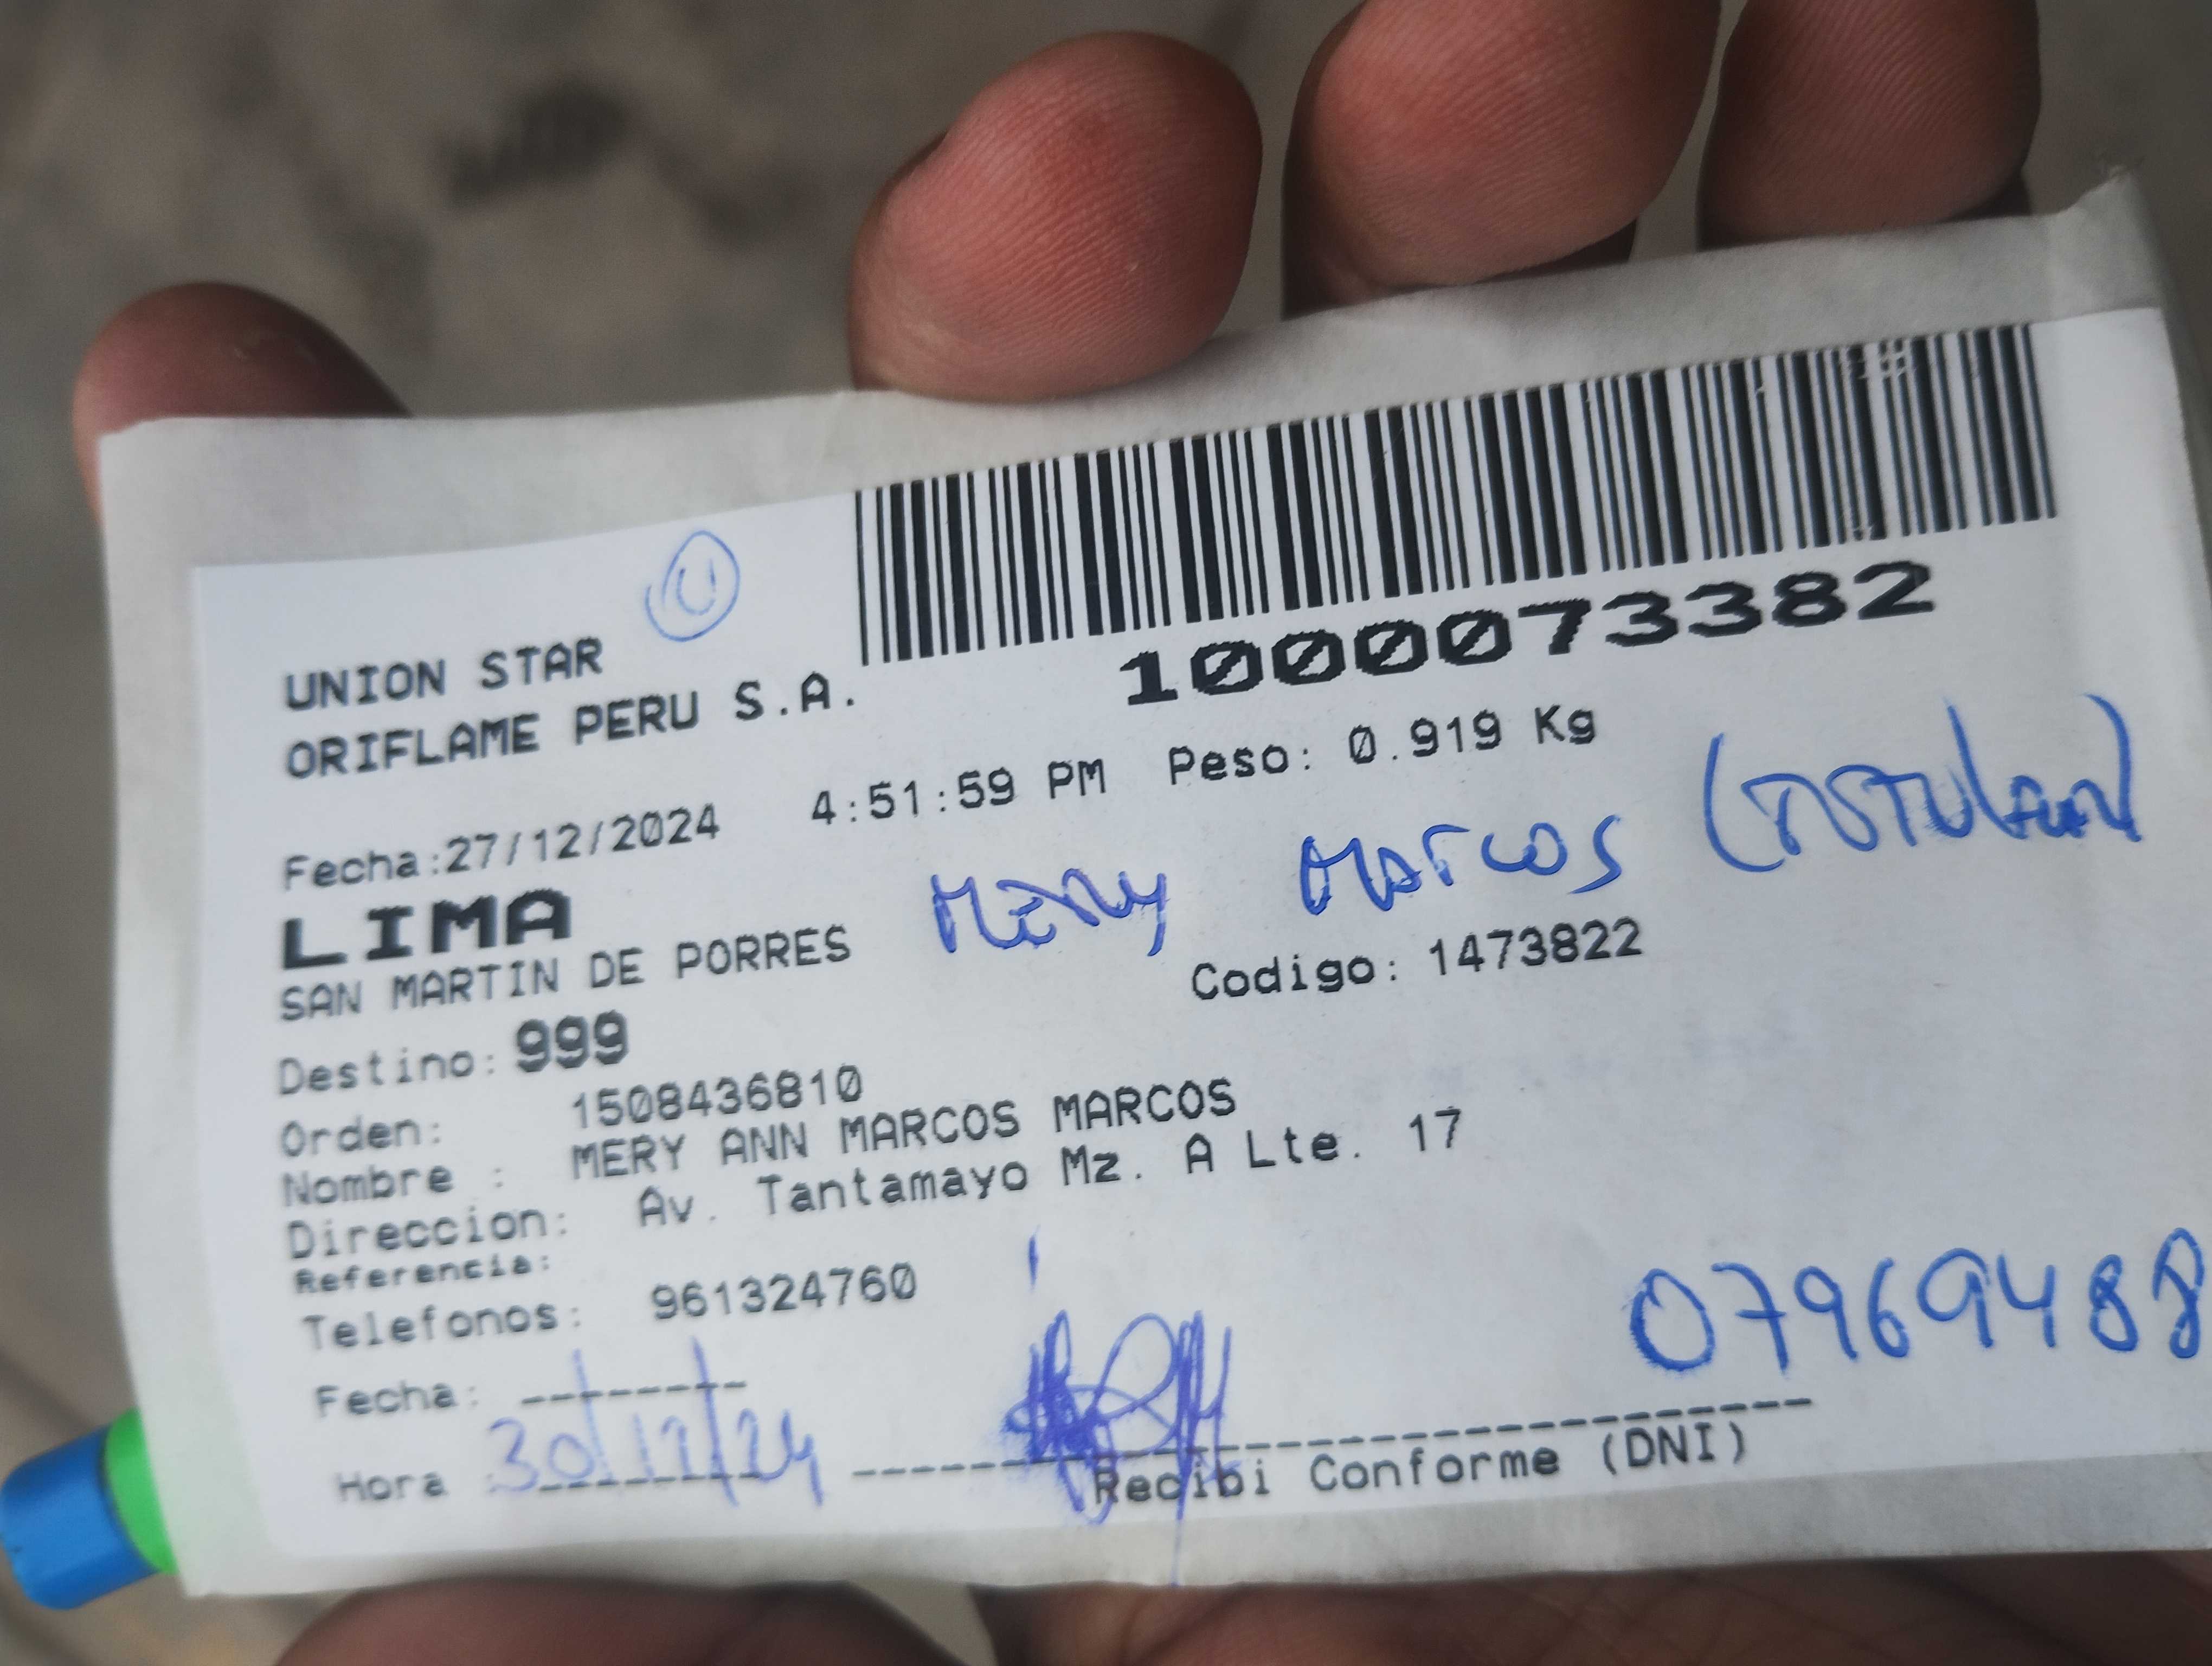 UNION STAR
U
ORIFLAME PERU S.A.
1000073382
Fecha:27/12/2024 4:51:59 PM Peso: 0.919 Kg
LIMA
Mery Marcos (TITULAR)
SAN MARTIN DE PORRES
Codigo: 1473822
Destino: 999
Orden: 1508436810
Nombre : MERY ANN MARCOS MARCOS
Direccion: Av. Tantamayo Mz. A Lte. 17
Referencia:
Telefonos: 961324760
07969488
Fecha:
30/12/24
Hora :
Recibi Conforme (DNI)